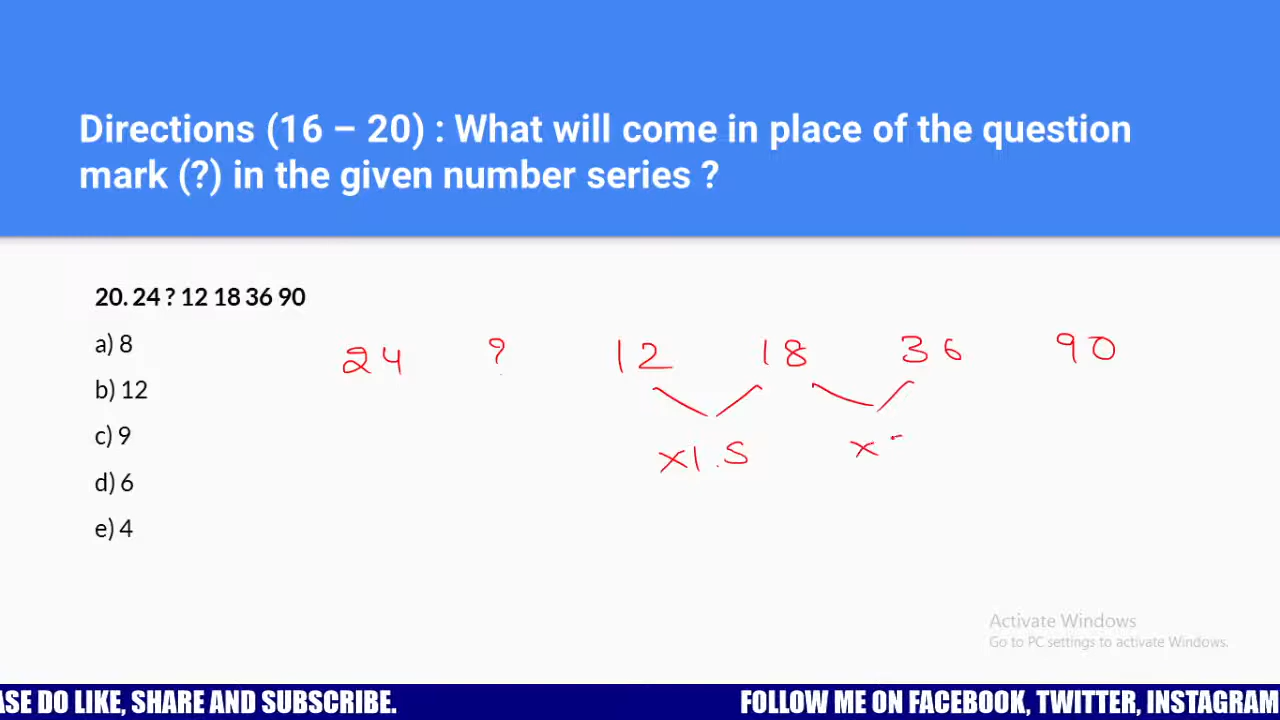 Directions (16 – 20) : What will come in place of the question
mark (?) in the given number series ?
20. 24 ? 12 18 36 90
a) 8
b) 12
c) 9
d) 6
e) 4
24 ? 12 18 36 90
×1.5 ×
Activate Windows
Go to PC settings to activate Windows.
ASE DO LIKE, SHARE AND SUBSCRIBE. FOLLOW ME ON FACEBOOK, TWITTER, INSTAGRAM